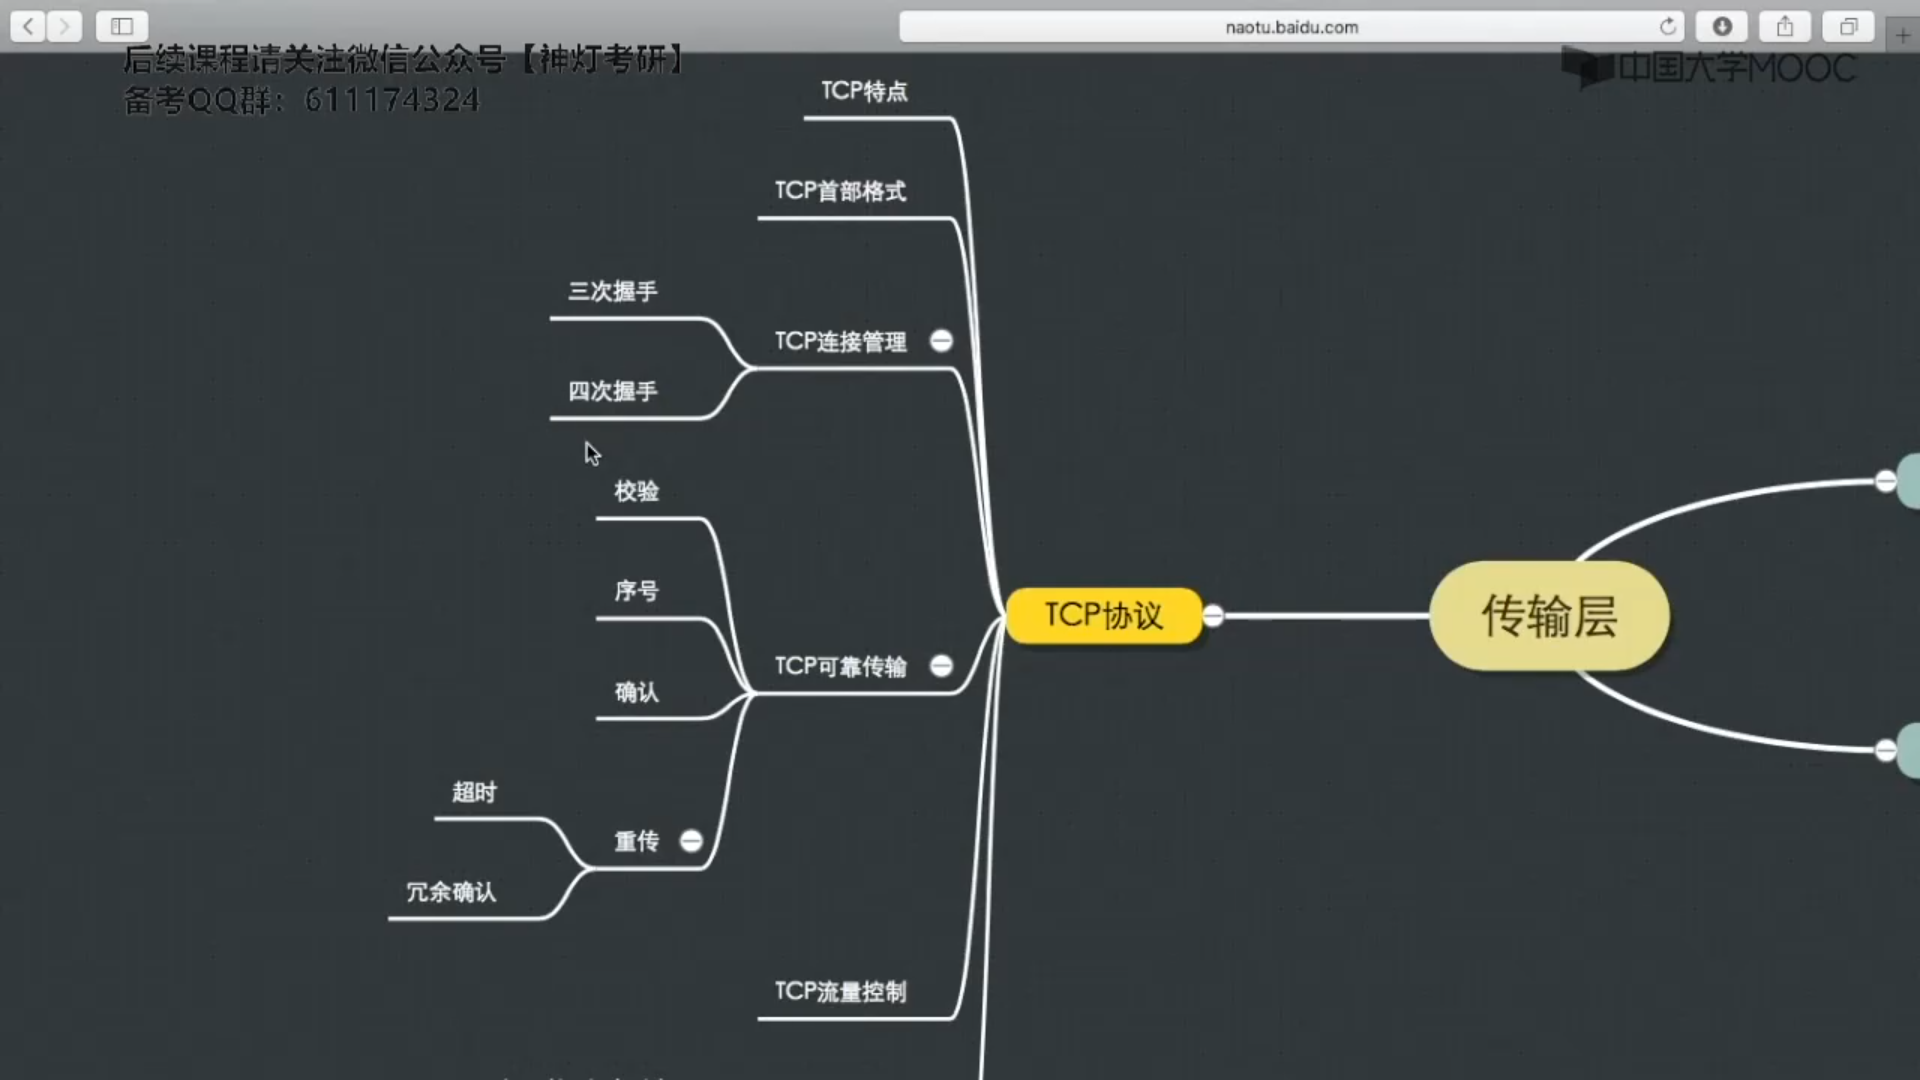 naotu.baidu.com
后续课程请关注微信公众号【神灯考研】
备考QQ群：611174324
中国大学MOOC
TCP特点
TCP首部格式
三次握手
TCP连接管理
四次握手
校验
序号
TCP协议
传输层
TCP可靠传输
确认
超时
重传
冗余确认
TCP流量控制